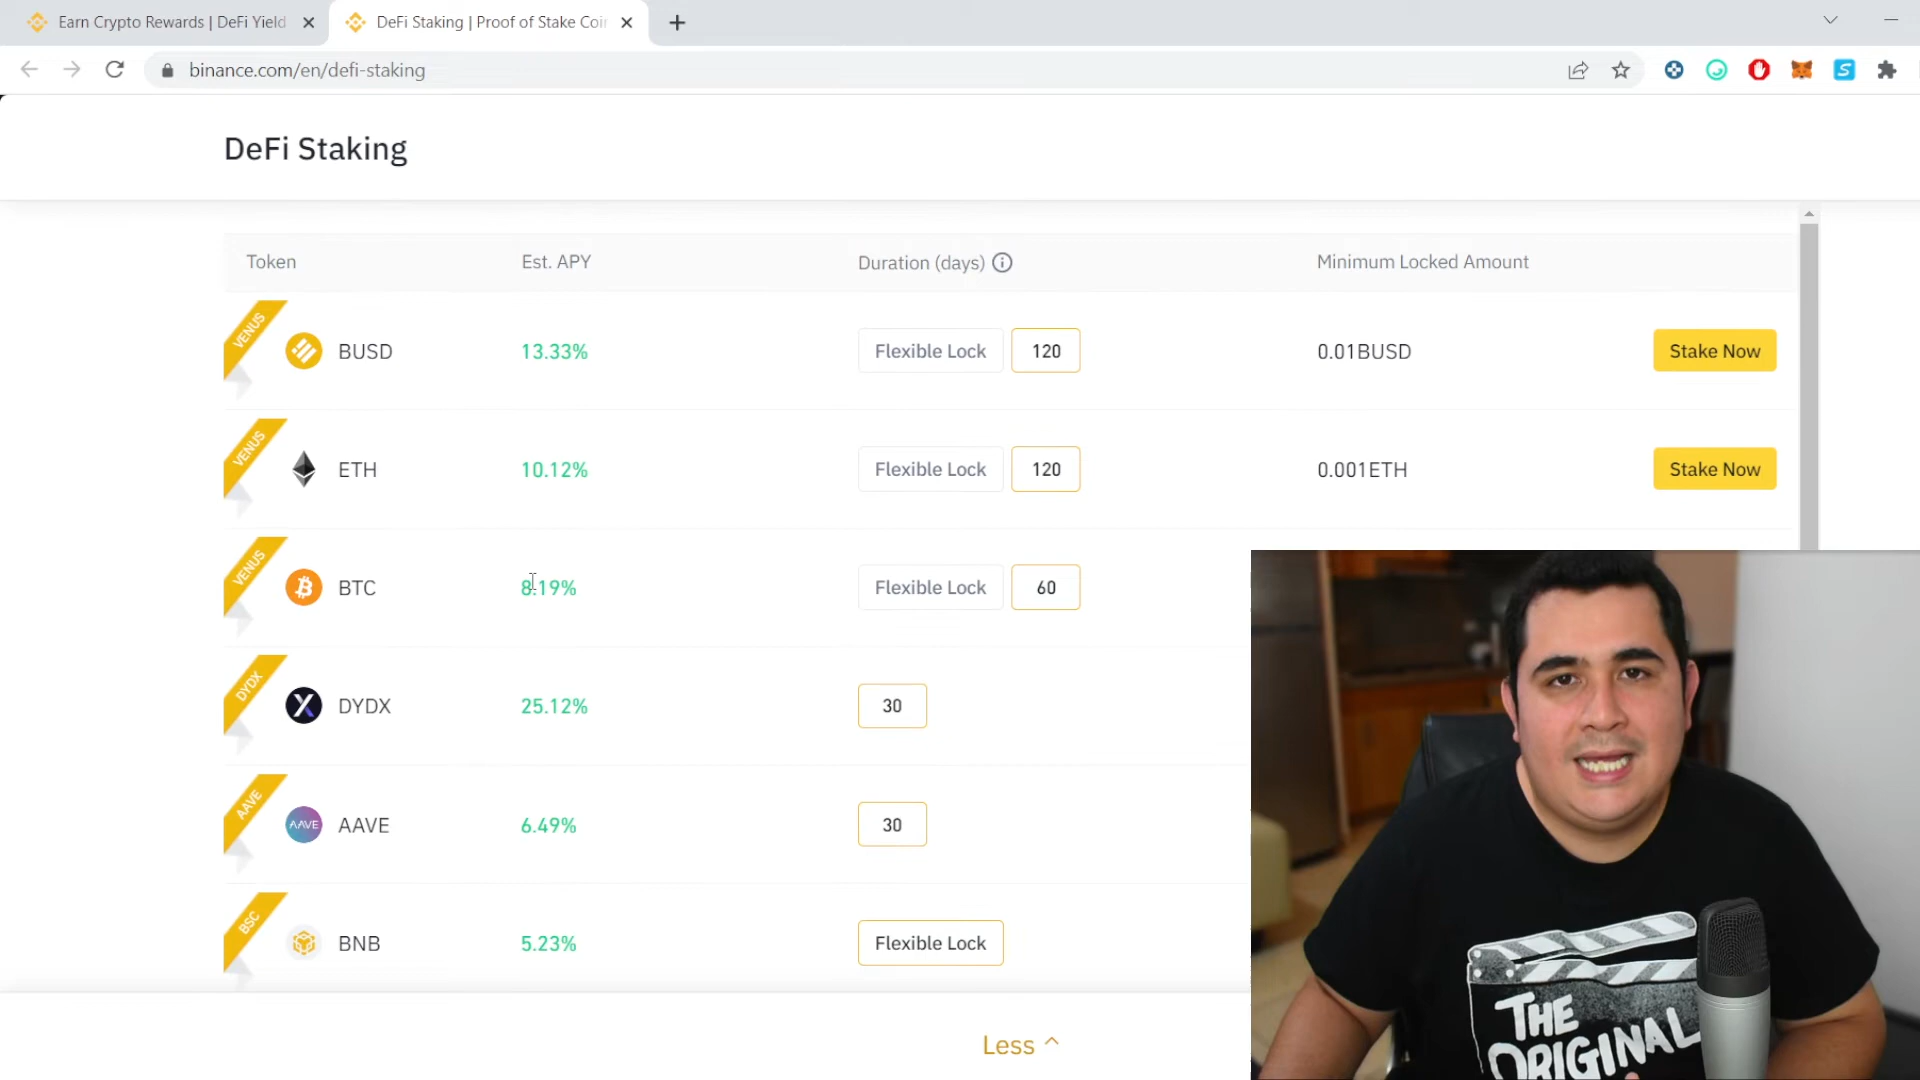 Earn Crypto Rewards | DeFi Yield
DeFi Staking | Proof of Stake Coin
binance.com/en/defi-staking
DeFi Staking
Token Est. APY Duration (days) Minimum Locked Amount
VENUS BUSD 13.33% Flexible Lock 120 0.01BUSD Stake Now
VENUS ETH 10.12% Flexible Lock 120 0.001ETH Stake Now
VENUS BTC 8.19% Flexible Lock 60
DYDX DYDX 25.12% 30
AAVE AAVE AAVE 6.49% 30
BSC BNB 5.23% Flexible Lock
Less
THE
ORIGINAL